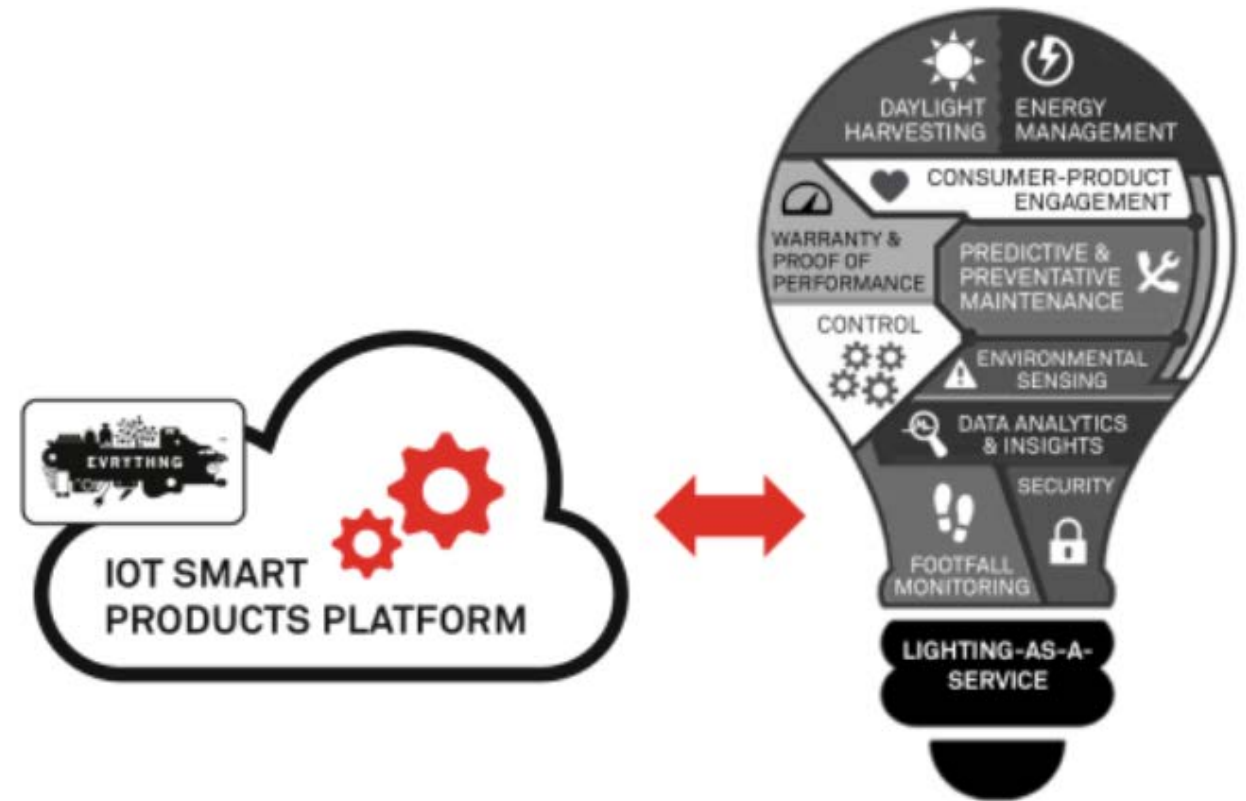 EVRYTHNG
IOT SMART
PRODUCTS PLATFORM
DAYLIGHT
HARVESTING
ENERGY
MANAGEMENT
CONSUMER-PRODUCT
ENGAGEMENT
WARRANTY &
PROOF OF
PERFORMANCE
PREDICTIVE &
PREVENTATIVE
MAINTENANCE
CONTROL
ENVIRONMENTAL
SENSING
DATA ANALYTICS
& INSIGHTS
FOOTFALL
MONITORING
SECURITY
LIGHTING-AS-A-
SERVICE